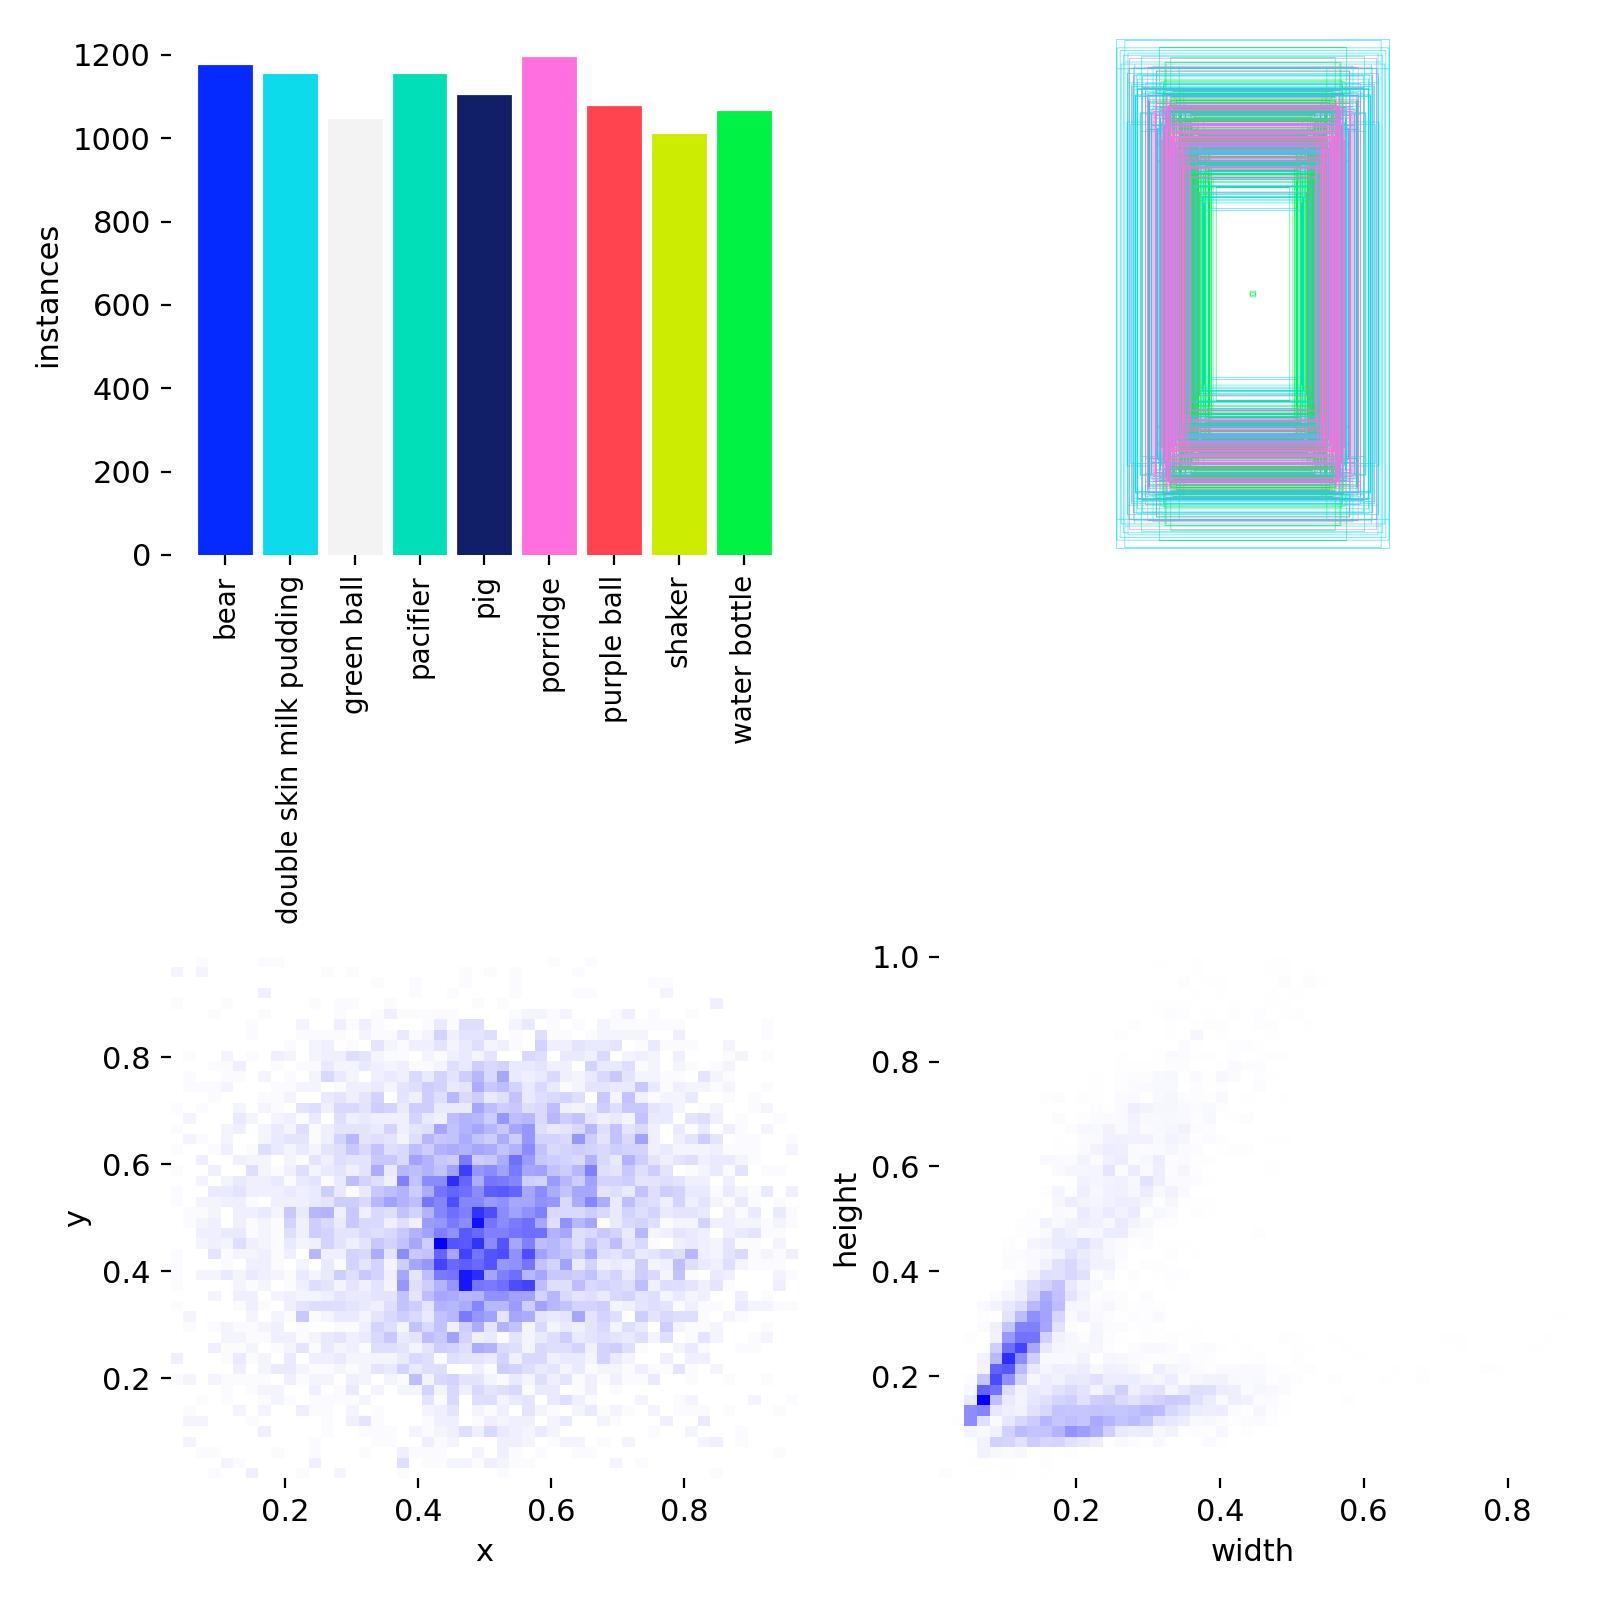 1200
1000
800
600
400
200
0
instances
bear
double skin milk pudding
green ball
pacifier
pig
porridge
purple ball
shaker
water bottle
0.8
0.6
0.4
0.2
y
0.2 0.4 0.6 0.8
x
1.0
0.8
0.6
0.4
0.2
height
0.2 0.4 0.6 0.8
width